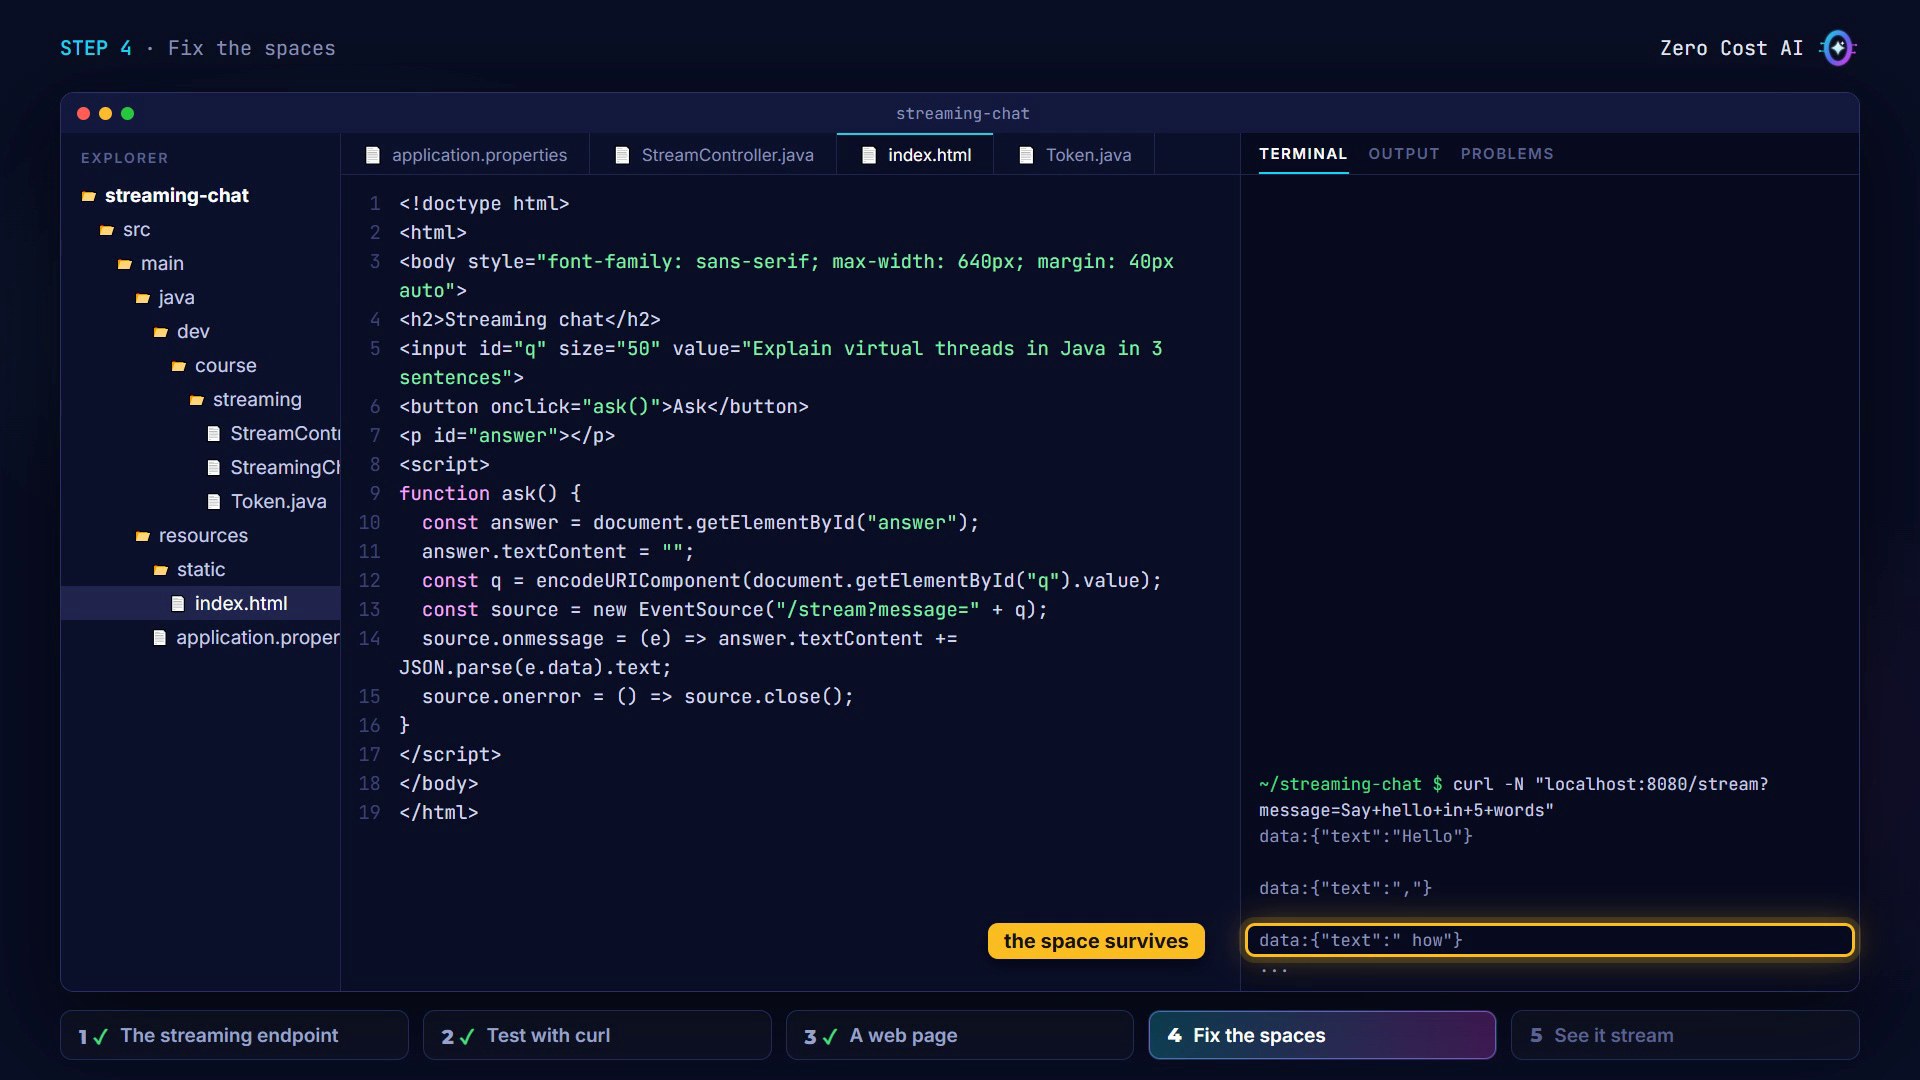 STEP 4 · Fix the spaces
Zero Cost AI
streaming-chat
EXPLORER
streaming-chat
src
main
java
dev
course
streaming
StreamContr
StreamingCh
Token.java
resources
static
index.html
application.proper
application.properties
StreamController.java
index.html
Token.java
1 <!doctype html>
2 <html>
3 <body style="font-family: sans-serif; max-width: 640px; margin: 40px
auto">
4 <h2>Streaming chat</h2>
5 <input id="q" size="50" value="Explain virtual threads in Java in 3
sentences">
6 <button onclick="ask()">Ask</button>
7 <p id="answer"></p>
8 <script>
9 function ask() {
10   const answer = document.getElementById("answer");
11   answer.textContent = "";
12   const q = encodeURIComponent(document.getElementById("q").value);
13   const source = new EventSource("/stream?message=" + q);
14   source.onmessage = (e) => answer.textContent +=
JSON.parse(e.data).text;
15   source.onerror = () => source.close();
16 }
17 </script>
18 </body>
19 </html>
the space survives
TERMINAL OUTPUT PROBLEMS
~/streaming-chat $ curl -N "localhost:8080/stream?
message=Say+hello+in+5+words"
data:{"text":"Hello"}
data:{"text":","}
data:{"text":" how"}
...
1 ✓ The streaming endpoint
2 ✓ Test with curl
3 ✓ A web page
4 Fix the spaces
5 See it stream